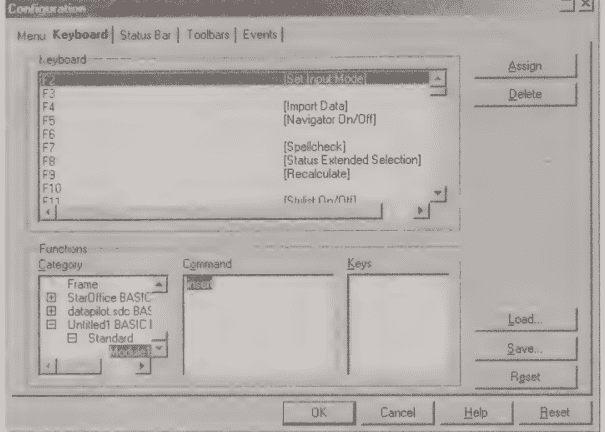 Configuration
Menu Keyboard Status Bar Toolbars Events
Keyboard
F2 [Set Input Mode]
F3
F4 [Import Data]
F5 [Navigator On/Off]
F6
F7 [Spellcheck]
F8 [Status Extended Selection]
F9 [Recalculate]
F10
F11 [Stylist On/Off]
Assign
Delete
Functions
Category Command Keys
Frame
StarOffice BASIC
datapilot.sdc BAS
Untitled1 BASIC
Standard
Module1
Insert
Load...
Save...
Reset
OK Cancel Help Reset